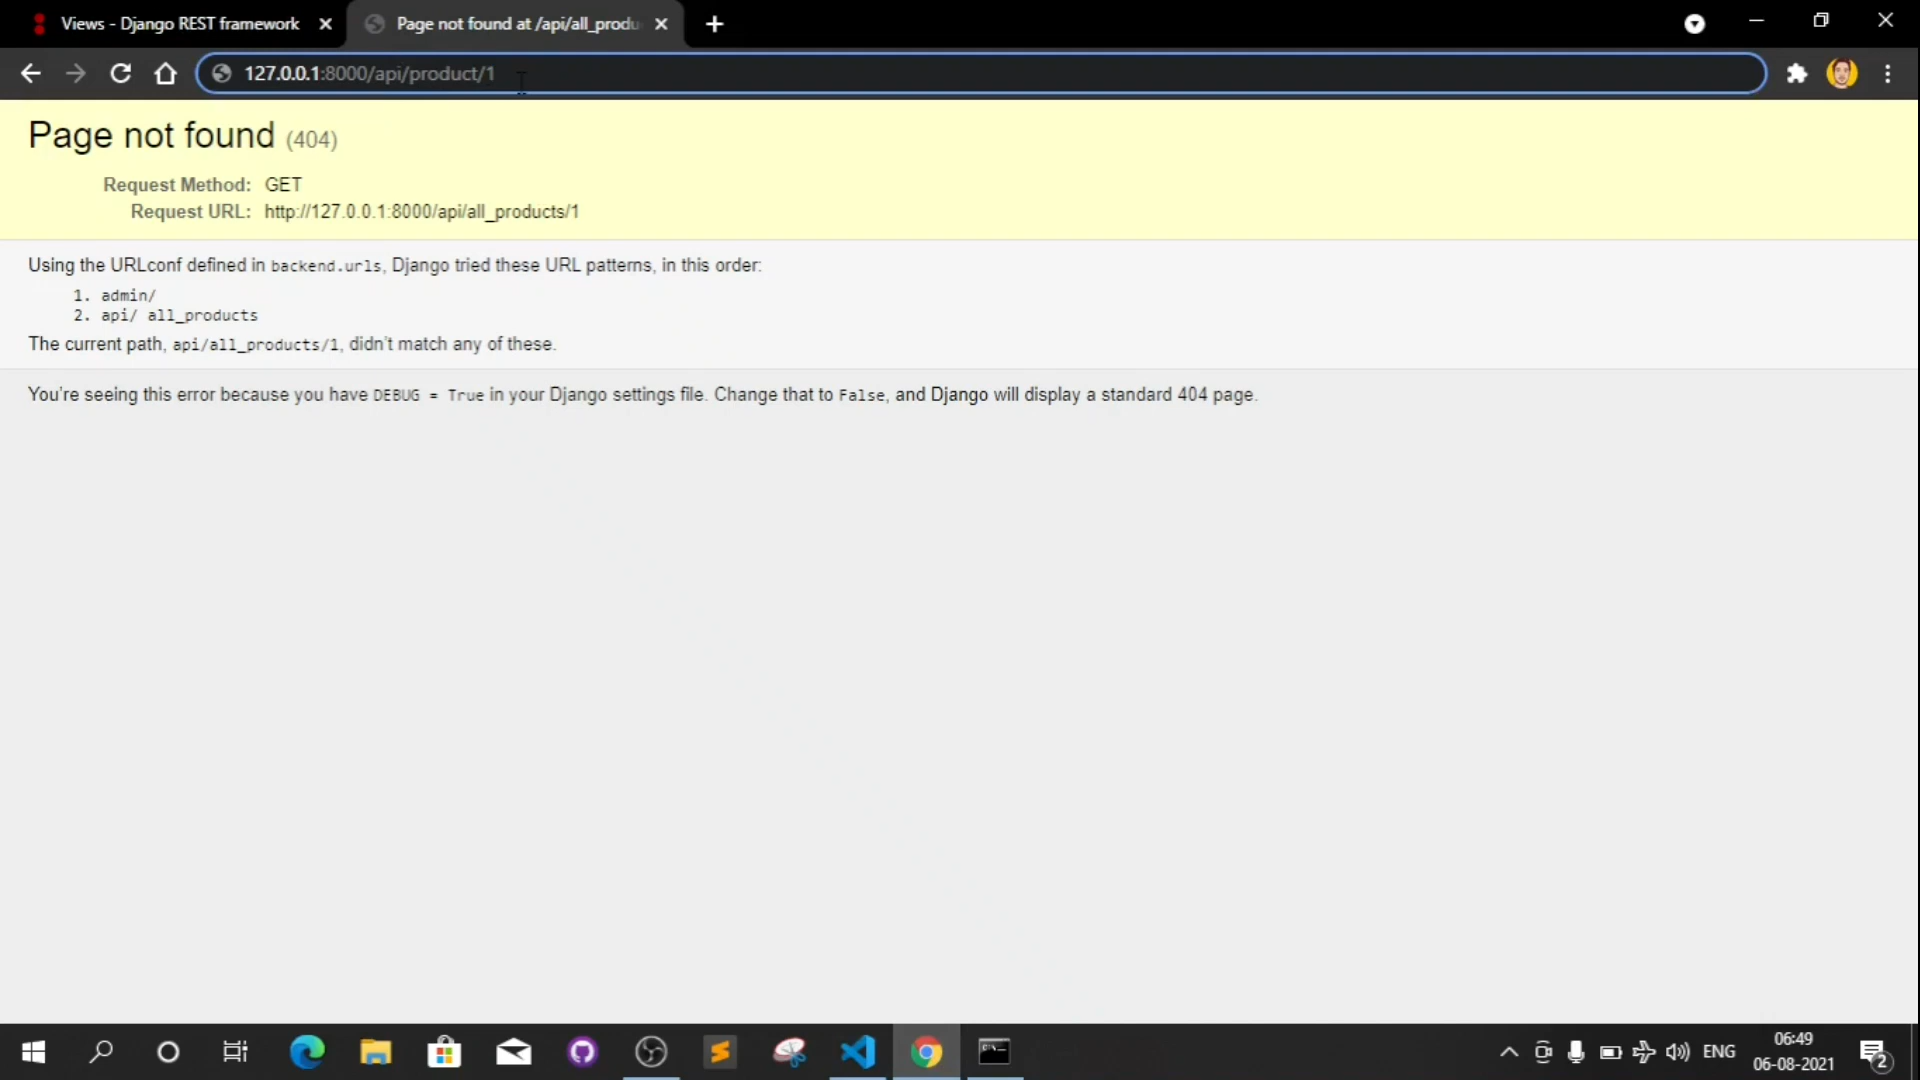 Views - Django REST framework
Page not found at /api/all_produ
127.0.0.1:8000/api/product/1
Page not found (404)
Request Method: GET
Request URL: http://127.0.0.1:8000/api/all_products/1
Using the URLconf defined in backend.urls, Django tried these URL patterns, in this order:
1. admin/
2. api/ all_products
The current path, api/all_products/1, didn't match any of these.
You're seeing this error because you have DEBUG = True in your Django settings file. Change that to False, and Django will display a standard 404 page.
ENG
06:49
06-08-2021
2